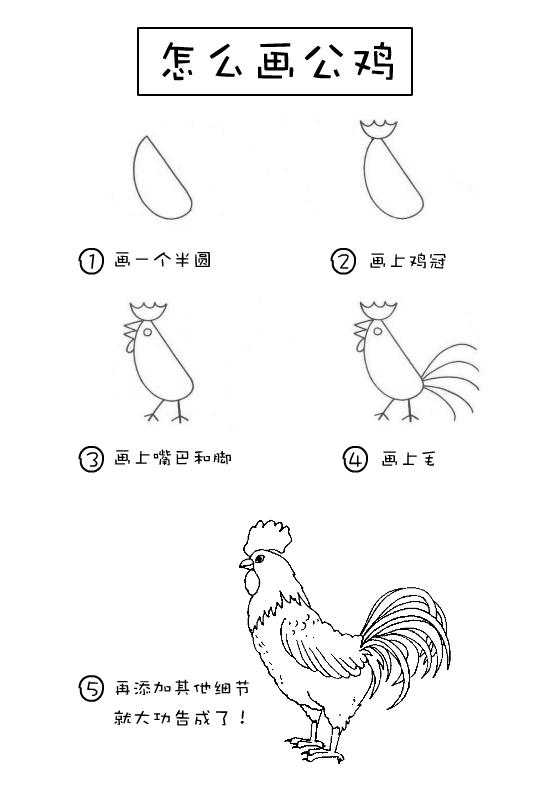 怎么画公鸡
① 画一个半圆
② 画上鸡冠
③ 画上嘴巴和脚
④ 画上毛
⑤ 再添加其他细节
就大功告成了！